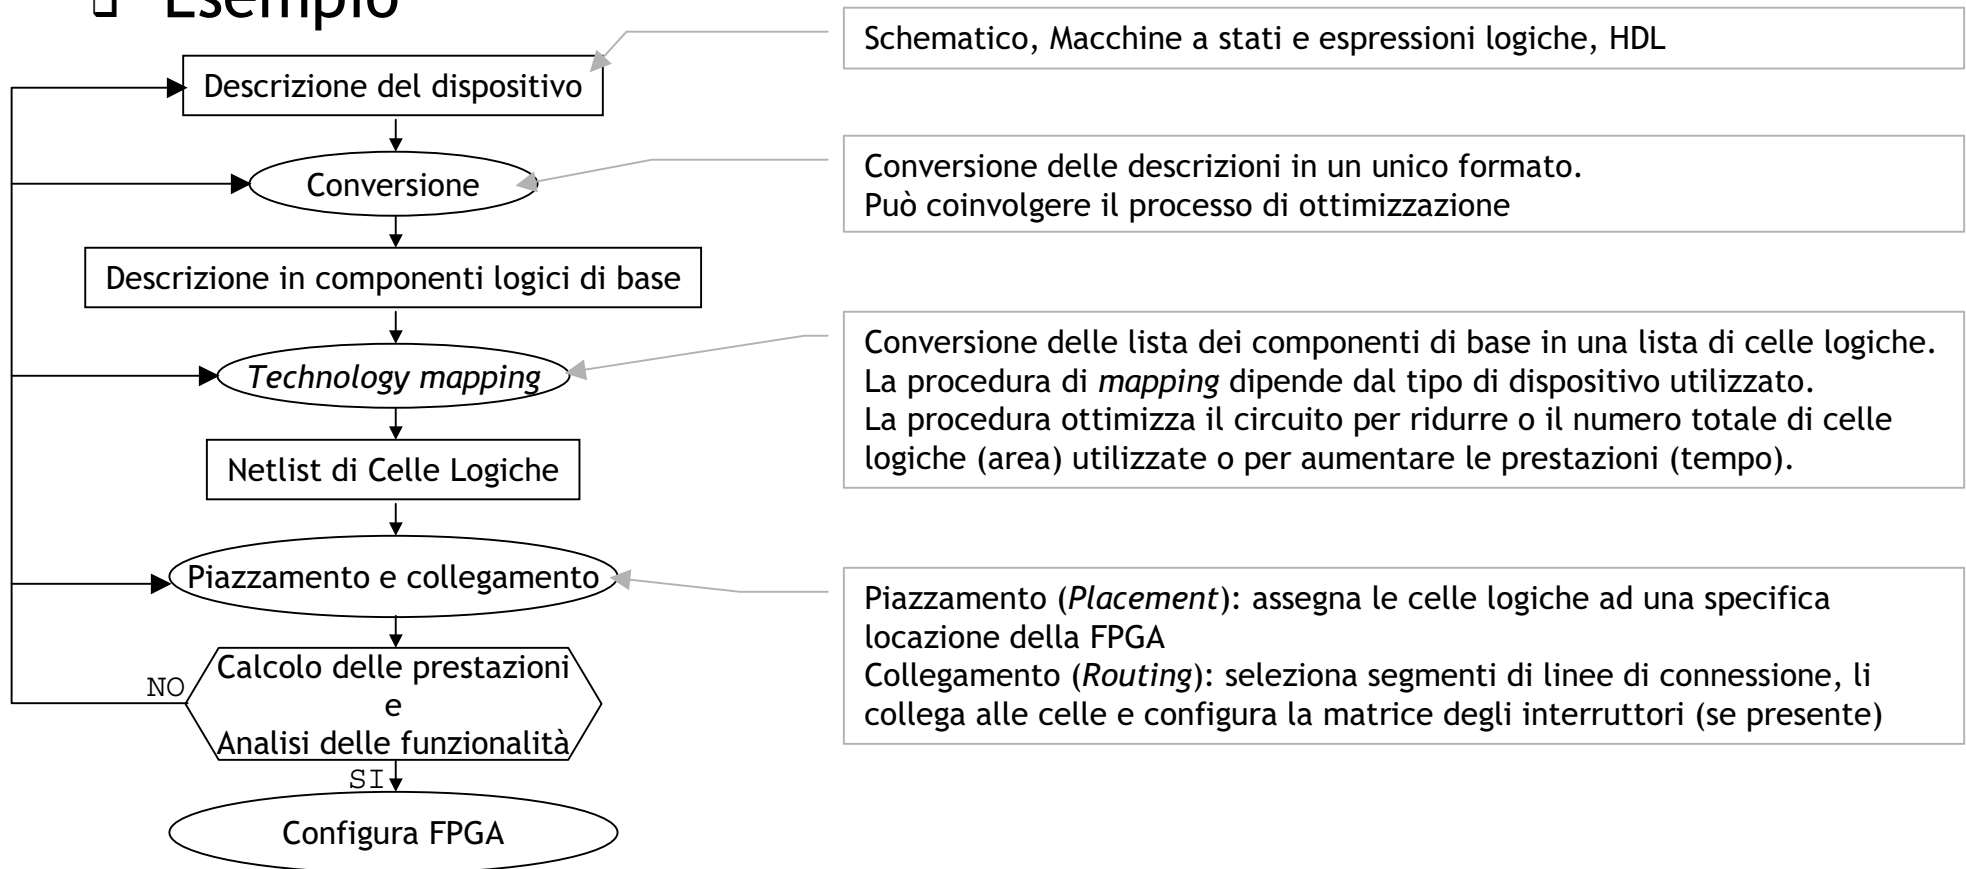 ❑ Esempio
Schematico, Macchine a stati e espressioni logiche, HDL
Descrizione del dispositivo
Conversione delle descrizioni in un unico formato.
Può coinvolgere il processo di ottimizzazione
Conversione
Descrizione in componenti logici di base
Conversione delle lista dei componenti di base in una lista di celle logiche.
La procedura di mapping dipende dal tipo di dispositivo utilizzato.
La procedura ottimizza il circuito per ridurre o il numero totale di celle
logiche (area) utilizzate o per aumentare le prestazioni (tempo).
Technology mapping
Netlist di Celle Logiche
Piazzamento e collegamento
Piazzamento (Placement): assegna le celle logiche ad una specifica
locazione della FPGA
Collegamento (Routing): seleziona segmenti di linee di connessione, li
collega alle celle e configura la matrice degli interruttori (se presente)
Calcolo delle prestazioni
e
Analisi delle funzionalità
NO
SI
Configura FPGA